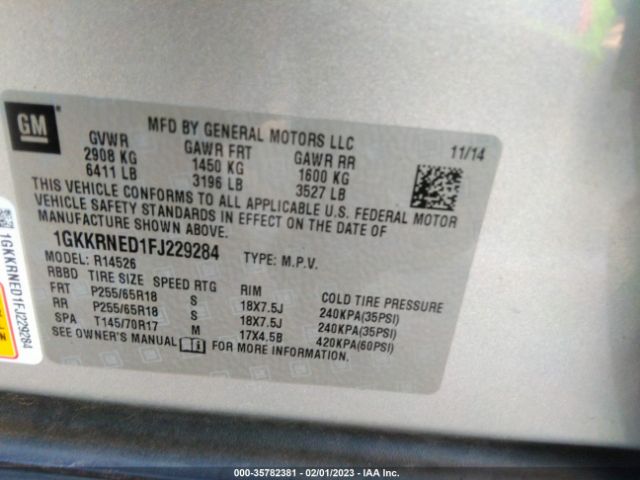 GM
MFD BY GENERAL MOTORS LLC
11/14
GVWR GAWR FRT GAWR RR
2908 KG 1450 KG 1600 KG
6411 LB 3196 LB 3527 LB
THIS VEHICLE CONFORMS TO ALL APPLICABLE U.S. FEDERAL MOTOR
VEHICLE SAFETY STANDARDS IN EFFECT ON THE DATE OF
MANUFACTURE SHOWN ABOVE.
1GKKRNED1FJ229284 TYPE: M.P.V.
MODEL: R14526
RBBD TIRE SIZE SPEED RTG RIM COLD TIRE PRESSURE
FRT P255/65R18 S 18X7.5J 240KPA(35PSI)
RR P255/65R18 S 18X7.5J 240KPA(35PSI)
SPA T145/70R17 M 17X4.5B 420KPA(60PSI)
SEE OWNER'S MANUAL FOR MORE INFORMATION.
1GKKRNED1FJ229284
000-35782381 - 02/01/2023 - IAA Inc.